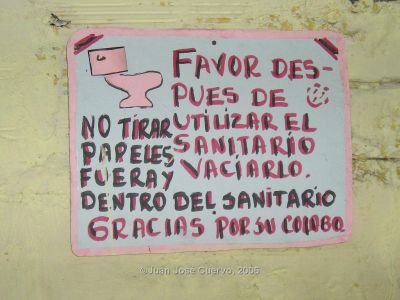 FAVOR DES-
PUES DE
UTILIZAR EL
SANITARIO
VACIARLO.
NO TIRAR
PAPELES
FUERA Y
DENTRO DEL SANITARIO
GRACIAS POR SU COLABO
©Juan José Cuervo, 2005